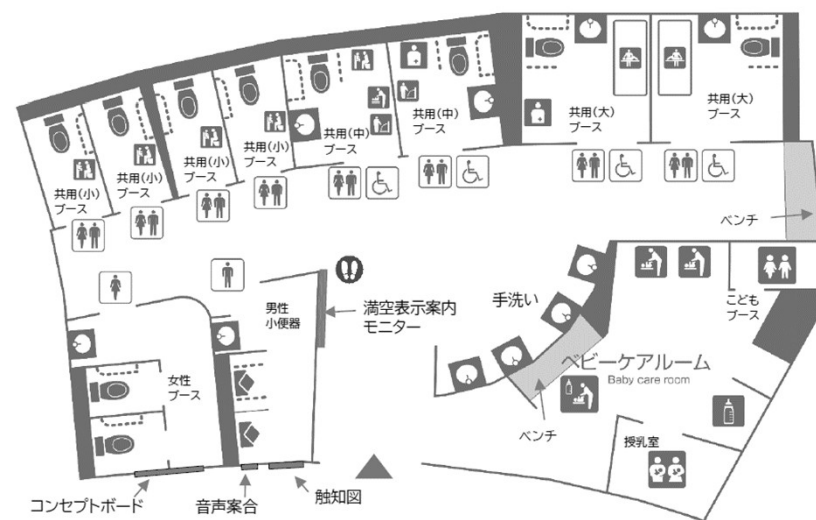 共用(小)
ブース
共用(小)
ブース
共用(小)
ブース
共用(小)
ブース
共用(中)
ブース
共用(中)
ブース
共用(大)
ブース
共用(大)
ブース
ベンチ
男性
小便器
満空表示案内
モニター
手洗い
こども
ブース
ベビーケアルーム
Baby care room
女性
ブース
ベンチ
授乳室
コンセプトボード
音声案合
触知図